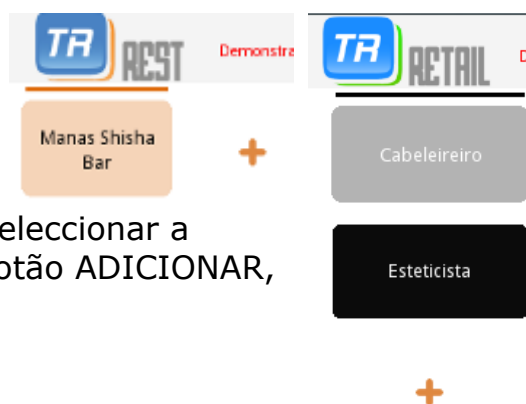 TR REST
Demonstra
Manas Shisha
Bar
eleccionar a
otão ADICIONAR,
TR RETAIL
D
Cabeleireiro
Esteticista